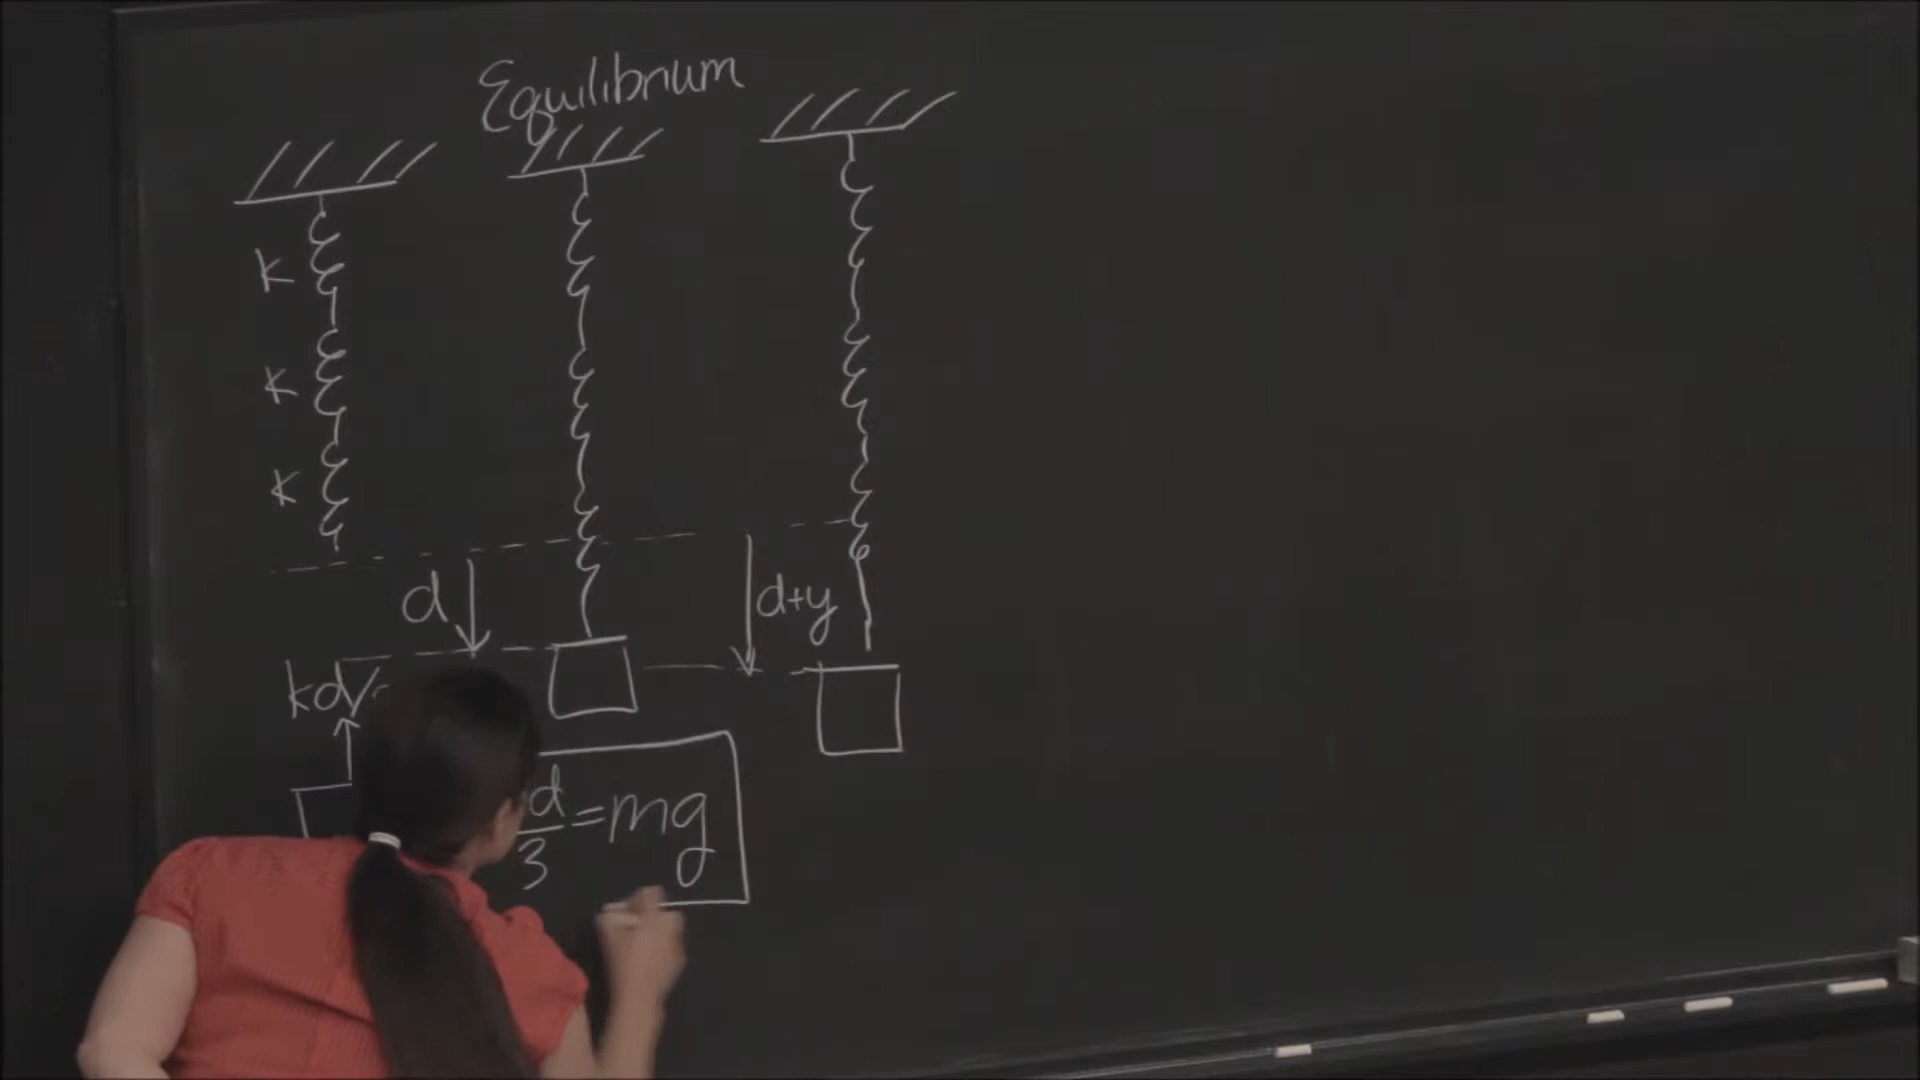 Equilibrium
k
k
k
d
d+y
kd/
d/3=mg